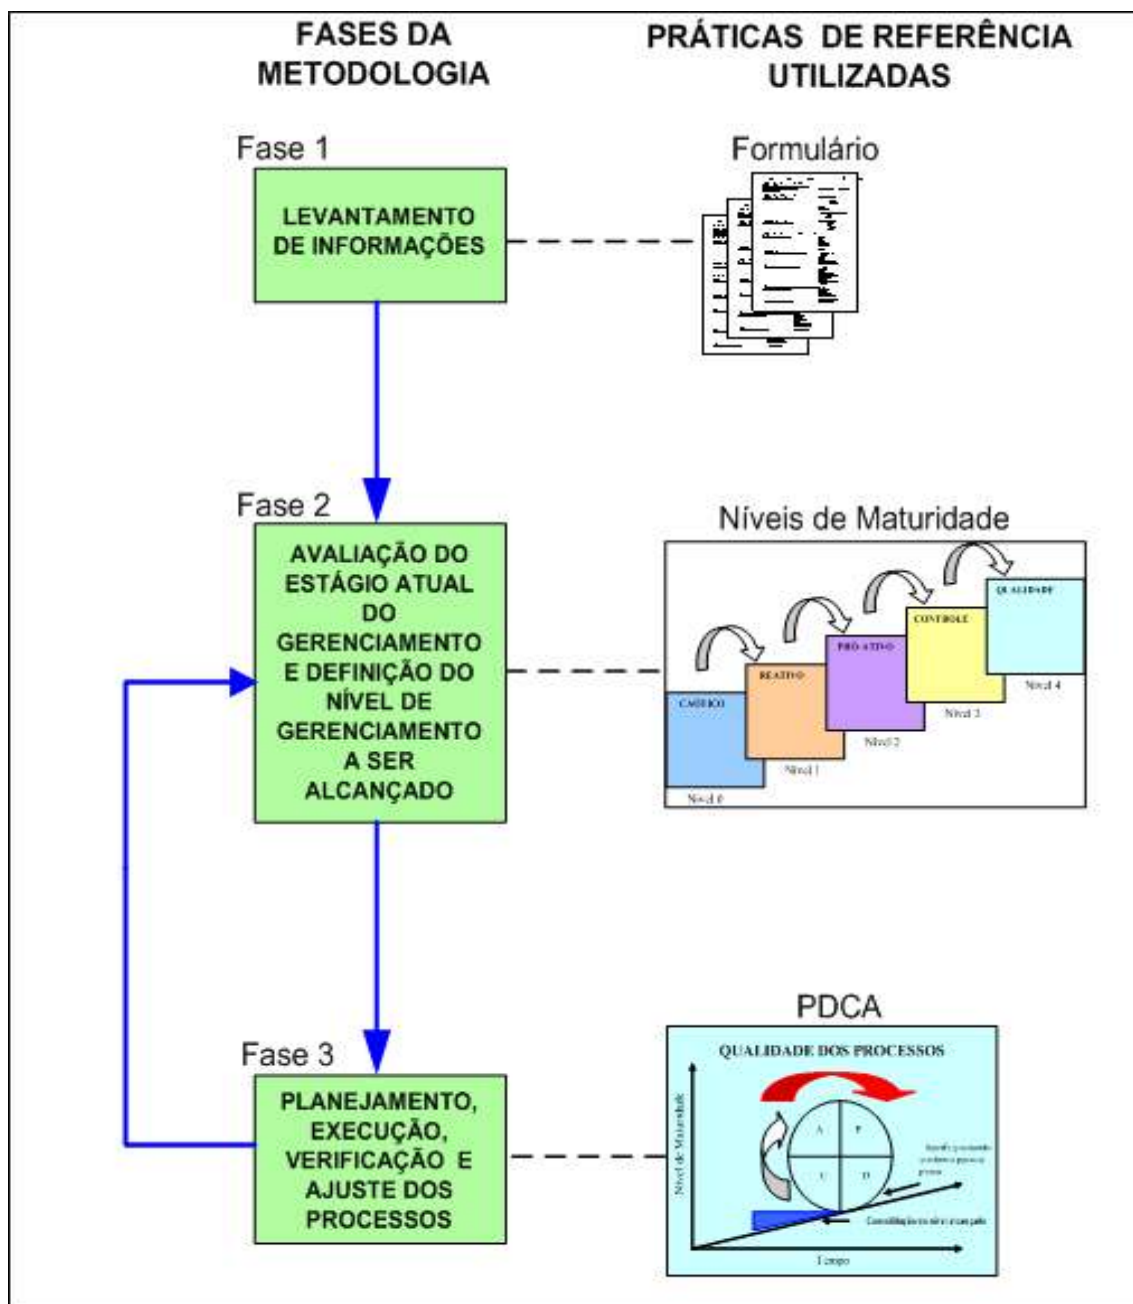 FASES DA
METODOLOGIA
PRÁTICAS DE REFERÊNCIA
UTILIZADAS
Fase 1
LEVANTAMENTO
DE INFORMAÇÕES
Formulário
Fase 2
AVALIAÇÃO DO
ESTÁGIO ATUAL
DO
GERENCIAMENTO
E DEFINIÇÃO DO
NÍVEL DE
GERENCIAMENTO
A SER
ALCANÇADO
Níveis de Maturidade
CAÓTICO
Nível 0
REATIVO
Nível 1
PRÓ-ATIVO
Nível 2
CONTROLE
Nível 3
QUALIDADE
Nível 4
Fase 3
PLANEJAMENTO,
EXECUÇÃO,
VERIFICAÇÃO E
AJUSTE DOS
PROCESSOS
PDCA
QUALIDADE DOS PROCESSOS
Nível de Maturidade
A P
C D
Tempo